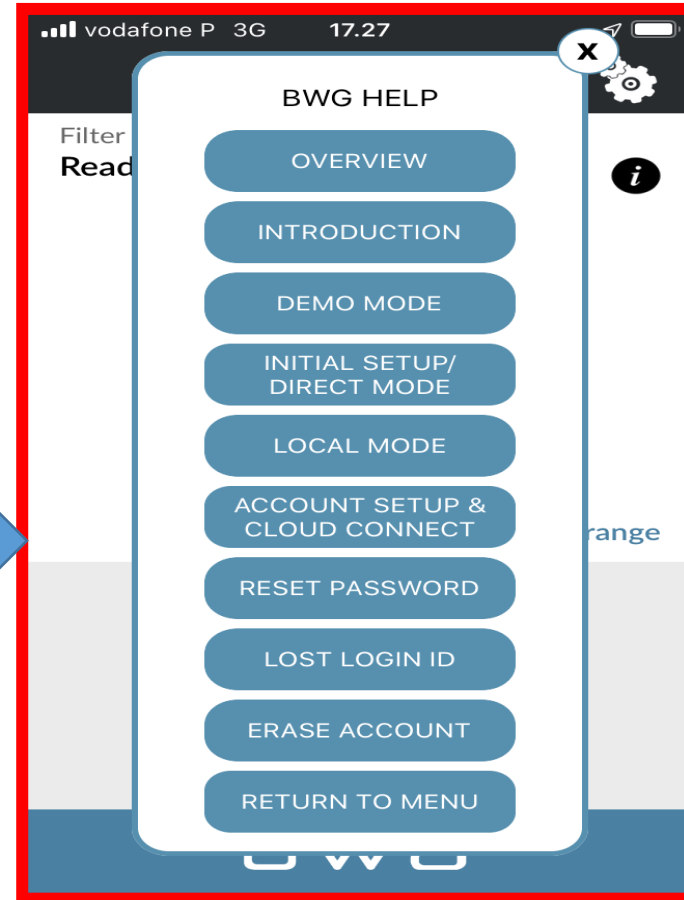 vodafone P 3G 17.27
X
BWG HELP
Filter
Read
OVERVIEW
i
INTRODUCTION
DEMO MODE
INITIAL SETUP/
DIRECT MODE
LOCAL MODE
ACCOUNT SETUP &
CLOUD CONNECT
range
RESET PASSWORD
LOST LOGIN ID
ERASE ACCOUNT
RETURN TO MENU